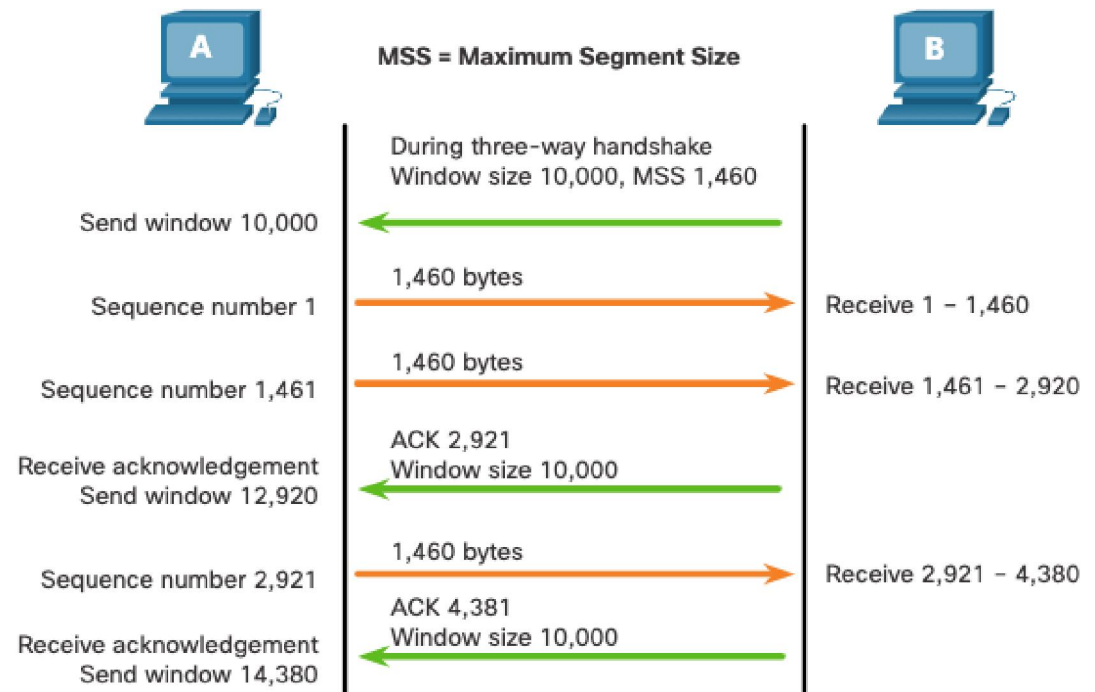 A
MSS = Maximum Segment Size
B
During three-way handshake
Window size 10,000, MSS 1,460
Send window 10,000
1,460 bytes
Sequence number 1
Receive 1 – 1,460
1,460 bytes
Sequence number 1,461
Receive 1,461 – 2,920
ACK 2,921
Window size 10,000
Receive acknowledgement
Send window 12,920
1,460 bytes
Sequence number 2,921
Receive 2,921 – 4,380
ACK 4,381
Window size 10,000
Receive acknowledgement
Send window 14,380